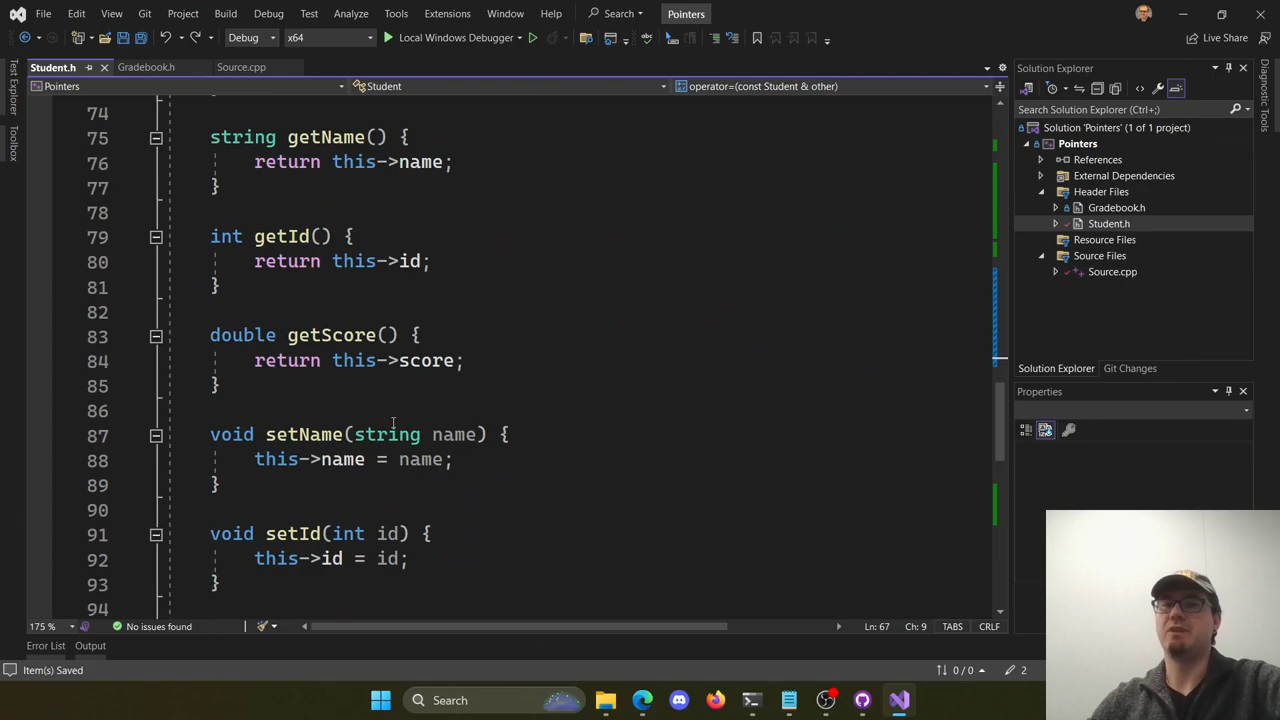 File Edit View Git Project Build Debug Test Analyze Tools Extensions Window Help Search Pointers
Debug x64 Local Windows Debugger Live Share
Student.h Gradebook.h Source.cpp
Pointers Student operator=(const Student & other)
Test Explorer
Toolbox
74
75 string getName() {
76 return this->name;
77 }
78
79 int getId() {
80 return this->id;
81 }
82
83 double getScore() {
84 return this->score;
85 }
86
87 void setName(string name) {
88 this->name = name;
89 }
90
91 void setId(int id) {
92 this->id = id;
93 }
94
175 % No issues found Ln: 67 Ch: 9 TABS CRLF
Error List Output
Item(s) Saved 0 / 0 2
Solution Explorer
Search Solution Explorer (Ctrl+;)
Solution 'Pointers' (1 of 1 project)
Pointers
References
External Dependencies
Header Files
Gradebook.h
Student.h
Resource Files
Source Files
Source.cpp
Solution Explorer Git Changes
Properties
Diagnostic Tools
Search